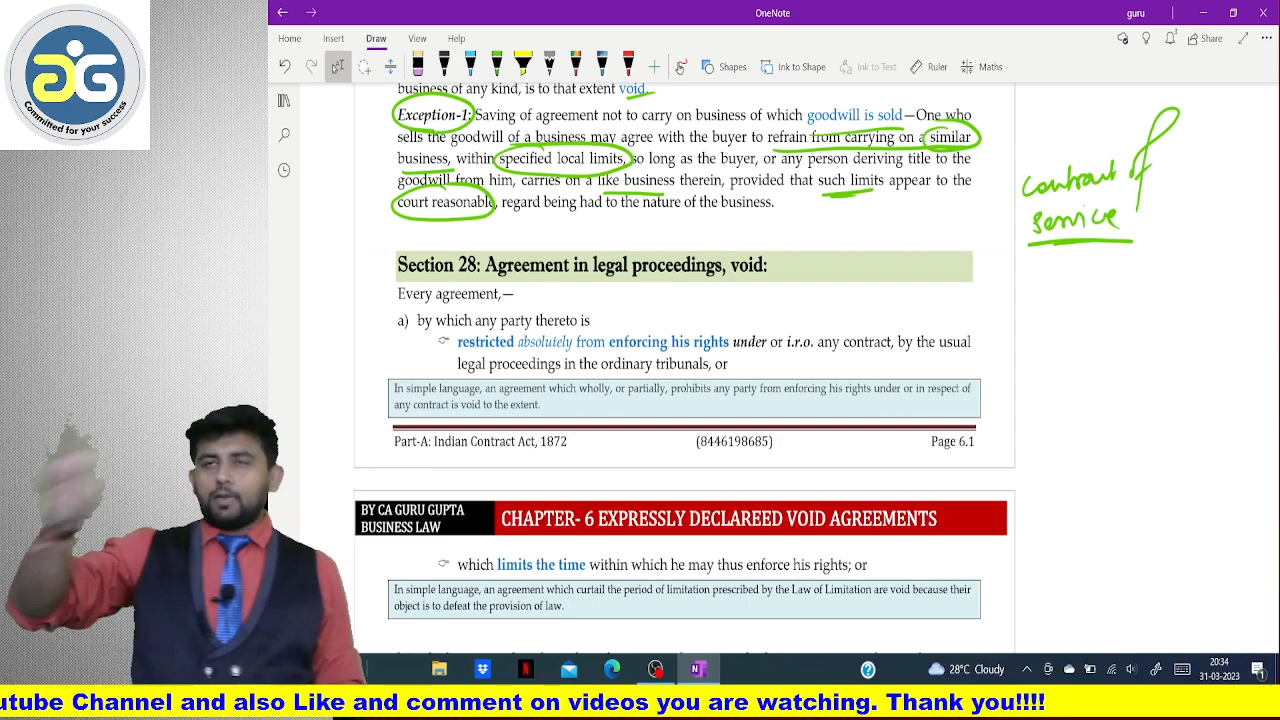 OneNote
guru
Home Insert Draw View Help
Shapes Ink to Shape Ink to Text Ruler Maths
3
Share
business of any kind, is to that extent void.
Exception-1: Saving of agreement not to carry on business of which goodwill is sold—One who
sells the goodwill of a business may agree with the buyer to refrain from carrying on a similar
business, within specified local limits, so long as the buyer, or any person deriving title to the
goodwill from him, carries on a like business therein, provided that such limits appear to the
court reasonable, regard being had to the nature of the business.
contract of
service
Section 28: Agreement in legal proceedings, void:
Every agreement,—
a) by which any party thereto is
restricted absolutely from enforcing his rights under or i.r.o. any contract, by the usual
legal proceedings in the ordinary tribunals, or
In simple language, an agreement which wholly, or partially, prohibits any party from enforcing his rights under or in respect of
any contract is void to the extent.
Part-A: Indian Contract Act, 1872 (8446198685) Page 6.1
BY CA GURU GUPTA
BUSINESS LAW
CHAPTER- 6 EXPRESSLY DECLAREED VOID AGREEMENTS
which limits the time within which he may thus enforce his rights; or
In simple language, an agreement which curtail the period of limitation prescribed by the Law of Limitation are void because their
object is to defeat the provision of law.
28°C Cloudy
20:34
31-03-2023
1
utube Channel and also Like and comment on videos you are watching. Thank you!!!!
GG
Committed for your success